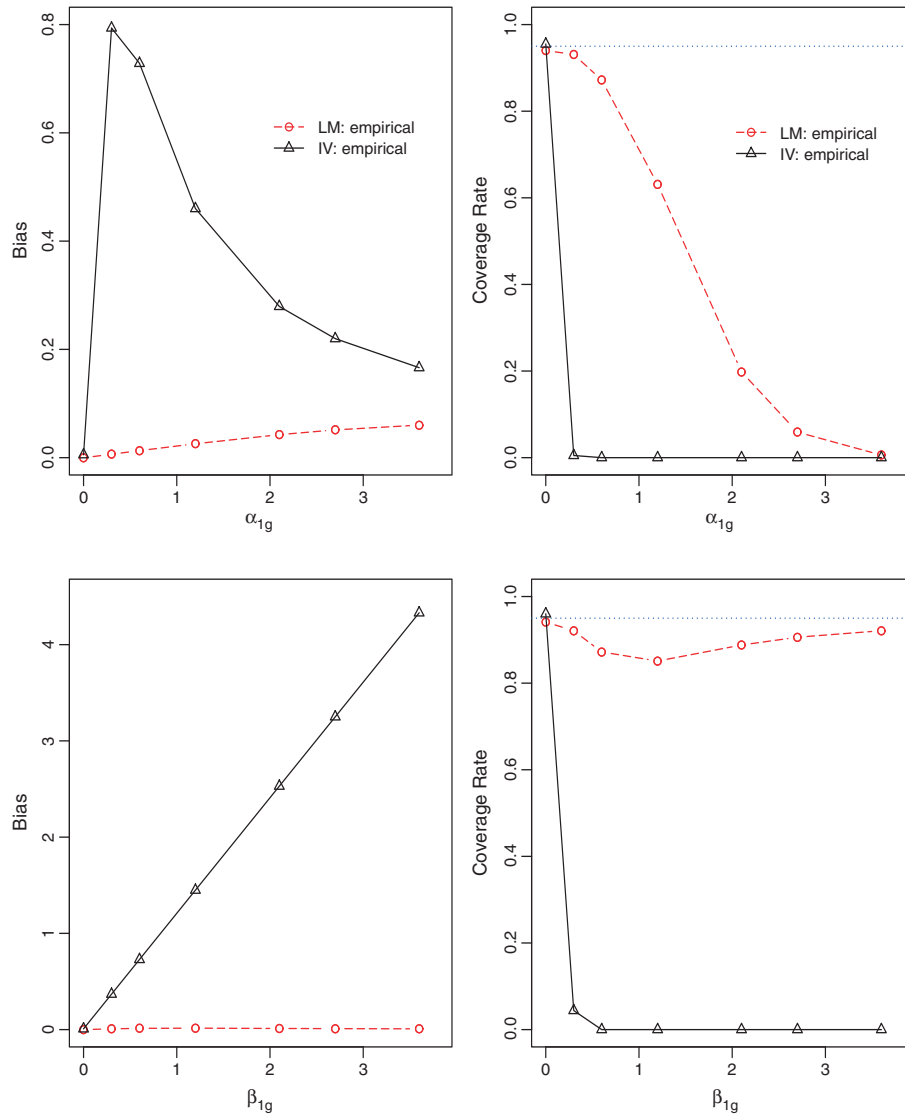 0.8
0.6
0.4
0.2
0.0
Bias
LM: empirical
IV: empirical
0 1 2 3
α1g
1.0
0.8
0.6
0.4
0.2
0.0
Coverage Rate
LM: empirical
IV: empirical
0 1 2 3
α1g
4
3
2
1
0
Bias
0 1 2 3
β1g
1.0
0.8
0.6
0.4
0.2
0.0
Coverage Rate
0 1 2 3
β1g